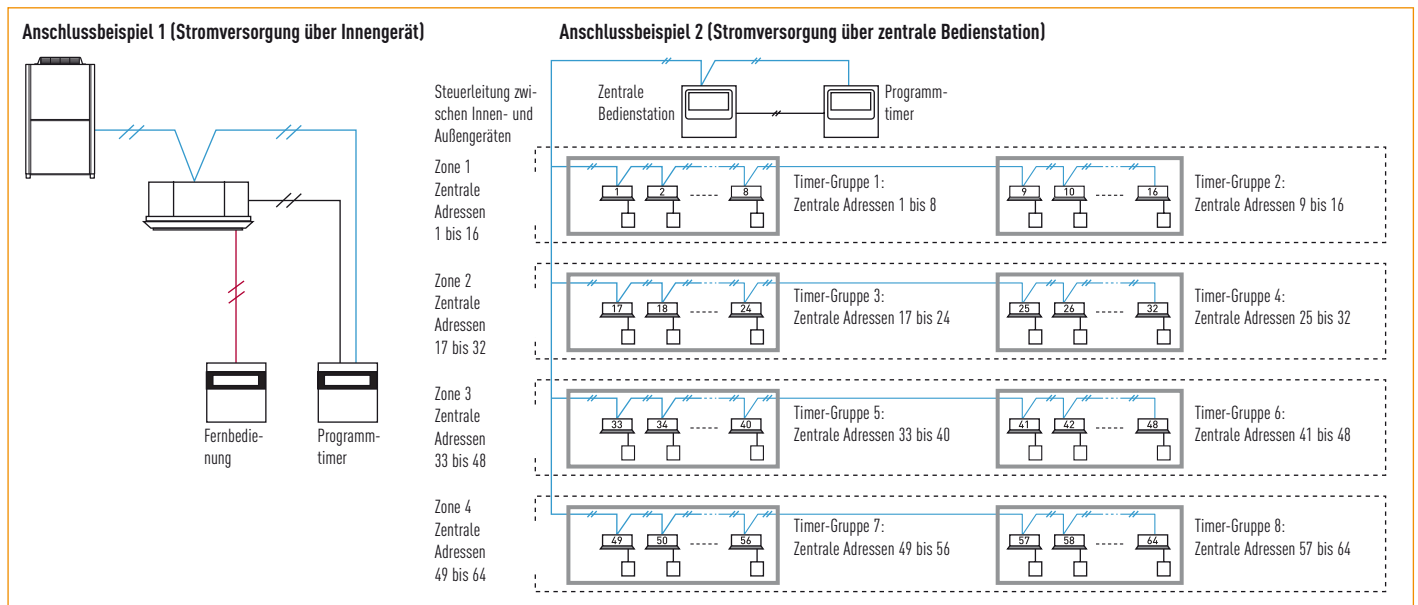 Anschlussbeispiel 1 (Stromversorgung über Innengerät)
Fernbedie-
nung
Programm-
timer
Anschlussbeispiel 2 (Stromversorgung über zentrale Bedienstation)
Steuerleitung zwi-
schen Innen- und
Außengeräten
Zentrale
Bedienstation
Programm-
timer
Zone 1
Zentrale
Adressen
1 bis 16
1 2 8
Timer-Gruppe 1:
Zentrale Adressen 1 bis 8
9 10 16
Timer-Gruppe 2:
Zentrale Adressen 9 bis 16
Zone 2
Zentrale
Adressen
17 bis 32
17 18 24
Timer-Gruppe 3:
Zentrale Adressen 17 bis 24
25 26 32
Timer-Gruppe 4:
Zentrale Adressen 25 bis 32
Zone 3
Zentrale
Adressen
33 bis 48
33 34 40
Timer-Gruppe 5:
Zentrale Adressen 33 bis 40
41 42 48
Timer-Gruppe 6:
Zentrale Adressen 41 bis 48
Zone 4
Zentrale
Adressen
49 bis 64
49 50 56
Timer-Gruppe 7:
Zentrale Adressen 49 bis 56
57 58 64
Timer-Gruppe 8:
Zentrale Adressen 57 bis 64